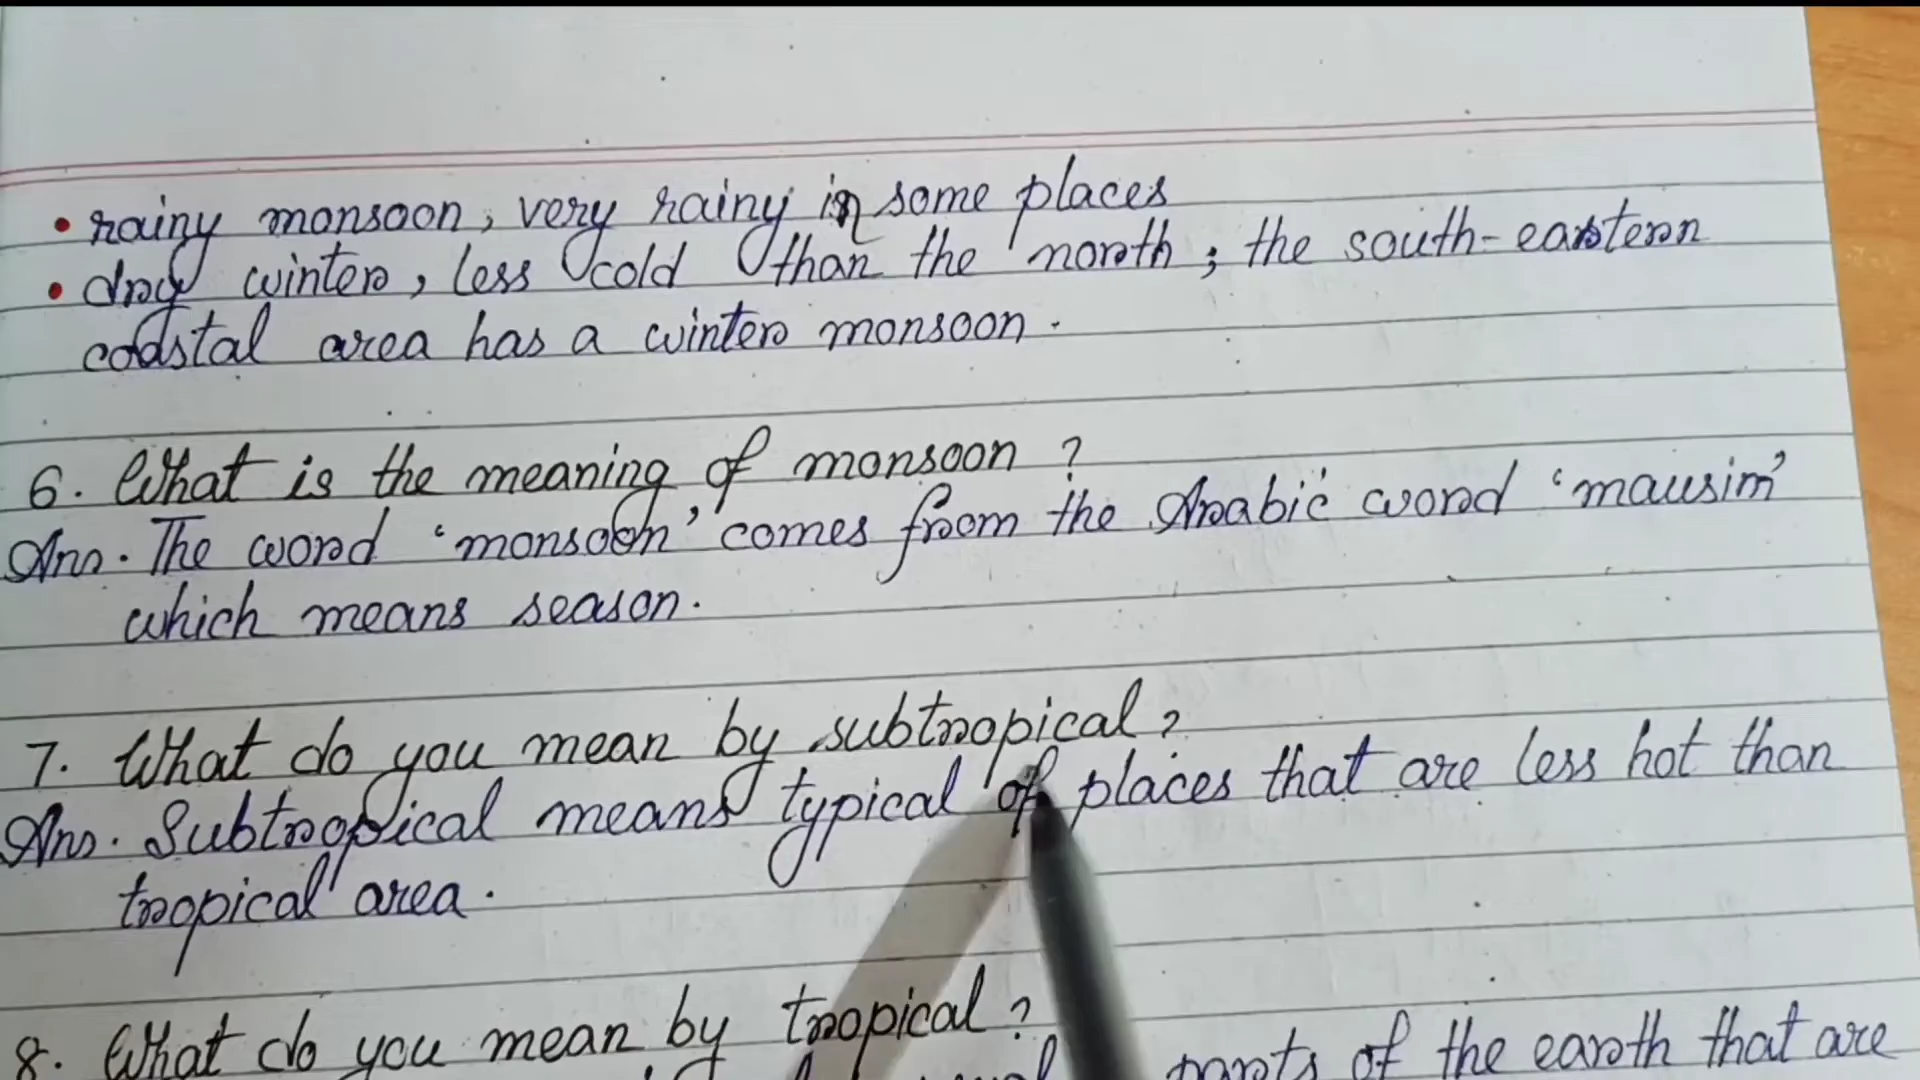 • rainy monsoon, very rainy in some places
• dry winter, less cold than the north; the south-eastern
coastal area has a winter monsoon.
6. What is the meaning of monsoon?
Ans. The word 'monsoon' comes from the Arabic word 'mausim'
which means season.
7. What do you mean by subtropical?
Ans. Subtropical means typical of places that are less hot than
tropical area.
8. What do you mean by tropical?
parts of the earth that are